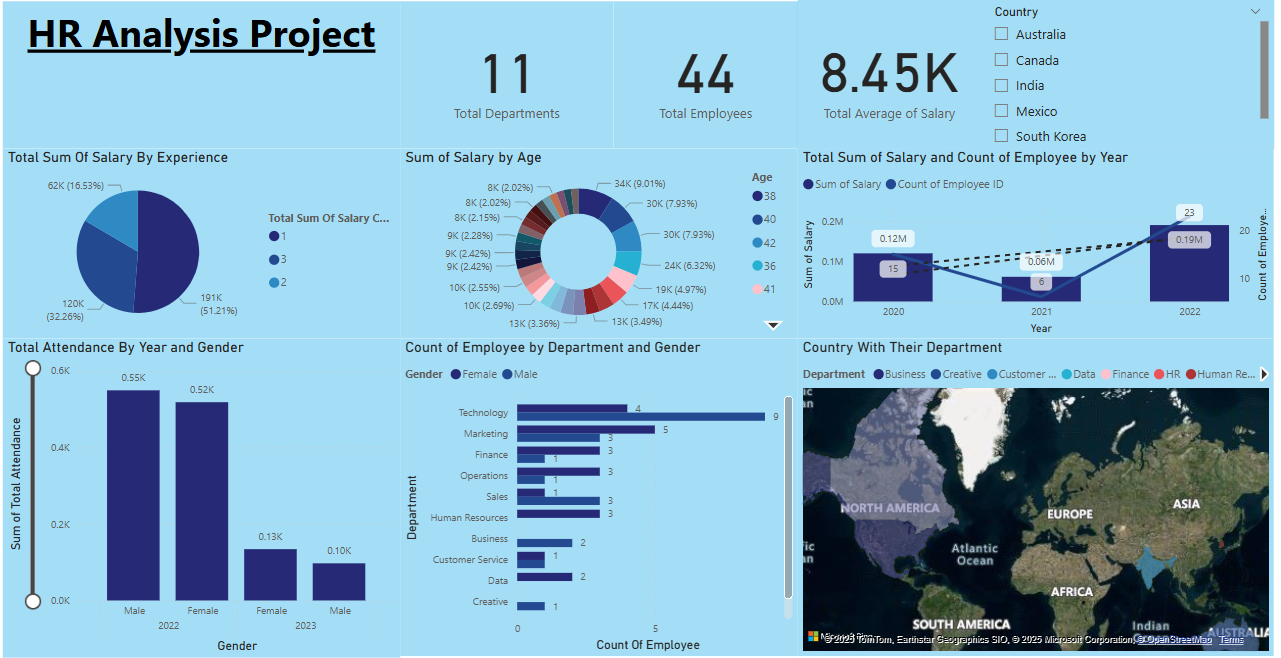 HR Analysis Project
11
Total Departments
44
Total Employees
8.45K
Total Average of Salary
Country
Australia
Canada
India
Mexico
South Korea
Total Sum Of Salary By Experience
62K (16.53%)
120K
(32.26%)
191K
(51.21%)
Total Sum Of Salary C...
1
3
2
Sum of Salary by Age
34K (9.01%)
30K (7.93%)
30K (7.93%)
24K (6.32%)
19K (4.97%)
17K (4.44%)
13K (3.49%)
13K (3.36%)
10K (2.69%)
10K (2.55%)
9K (2.42%)
9K (2.42%)
9K (2.28%)
8K (2.15%)
8K (2.02%)
8K (2.02%)
Age
38
40
42
36
41
Total Sum of Salary and Count of Employee by Year
Sum of Salary
Count of Employee ID
Sum of Salary
0.2M
0.1M
0.0M
0.12M
15
0.06M
6
23
0.19M
20
10
Count of Employe...
2020
2021
2022
Year
Total Attendance By Year and Gender
Sum of Total Attendance
0.6K
0.4K
0.2K
0.0K
0.55K
0.52K
0.13K
0.10K
Male
Female
Female
Male
2022
2023
Gender
Count of Employee by Department and Gender
Gender
Female
Male
Department
Technology
4
9
Marketing
5
3
Finance
3
1
Operations
3
1
Sales
1
3
Human Resources
3
Business
2
Customer Service
1
Data
2
Creative
1
0
5
Count Of Employee
Country With Their Department
Department
Business
Creative
Customer ...
Data
Finance
HR
Human Re...
NORTH AMERICA
EUROPE
ASIA
Atlantic
Ocean
AFRICA
SOUTH AMERICA
Indian
AUSTRALIA
© 2025 TomTom, Earthstar Geographics SIO, © 2025 Microsoft Corporation, © OpenStreetMap Terms